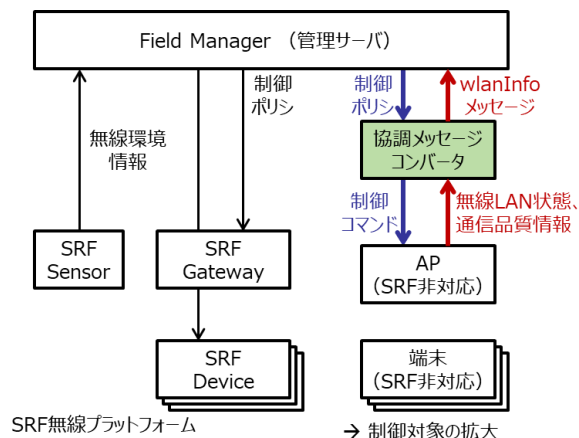 Field Manager （管理サーバ）
制御
ポリシ
制御
ポリシ
wlanInfo
メッセージ
無線環境
情報
協調メッセージ
コンバータ
制御
コマンド
無線LAN状態、
通信品質情報
SRF
Sensor
SRF
Gateway
AP
(SRF非対応)
SRF
Device
端末
(SRF非対応)
SRF無線プラットフォーム
→ 制御対象の拡大